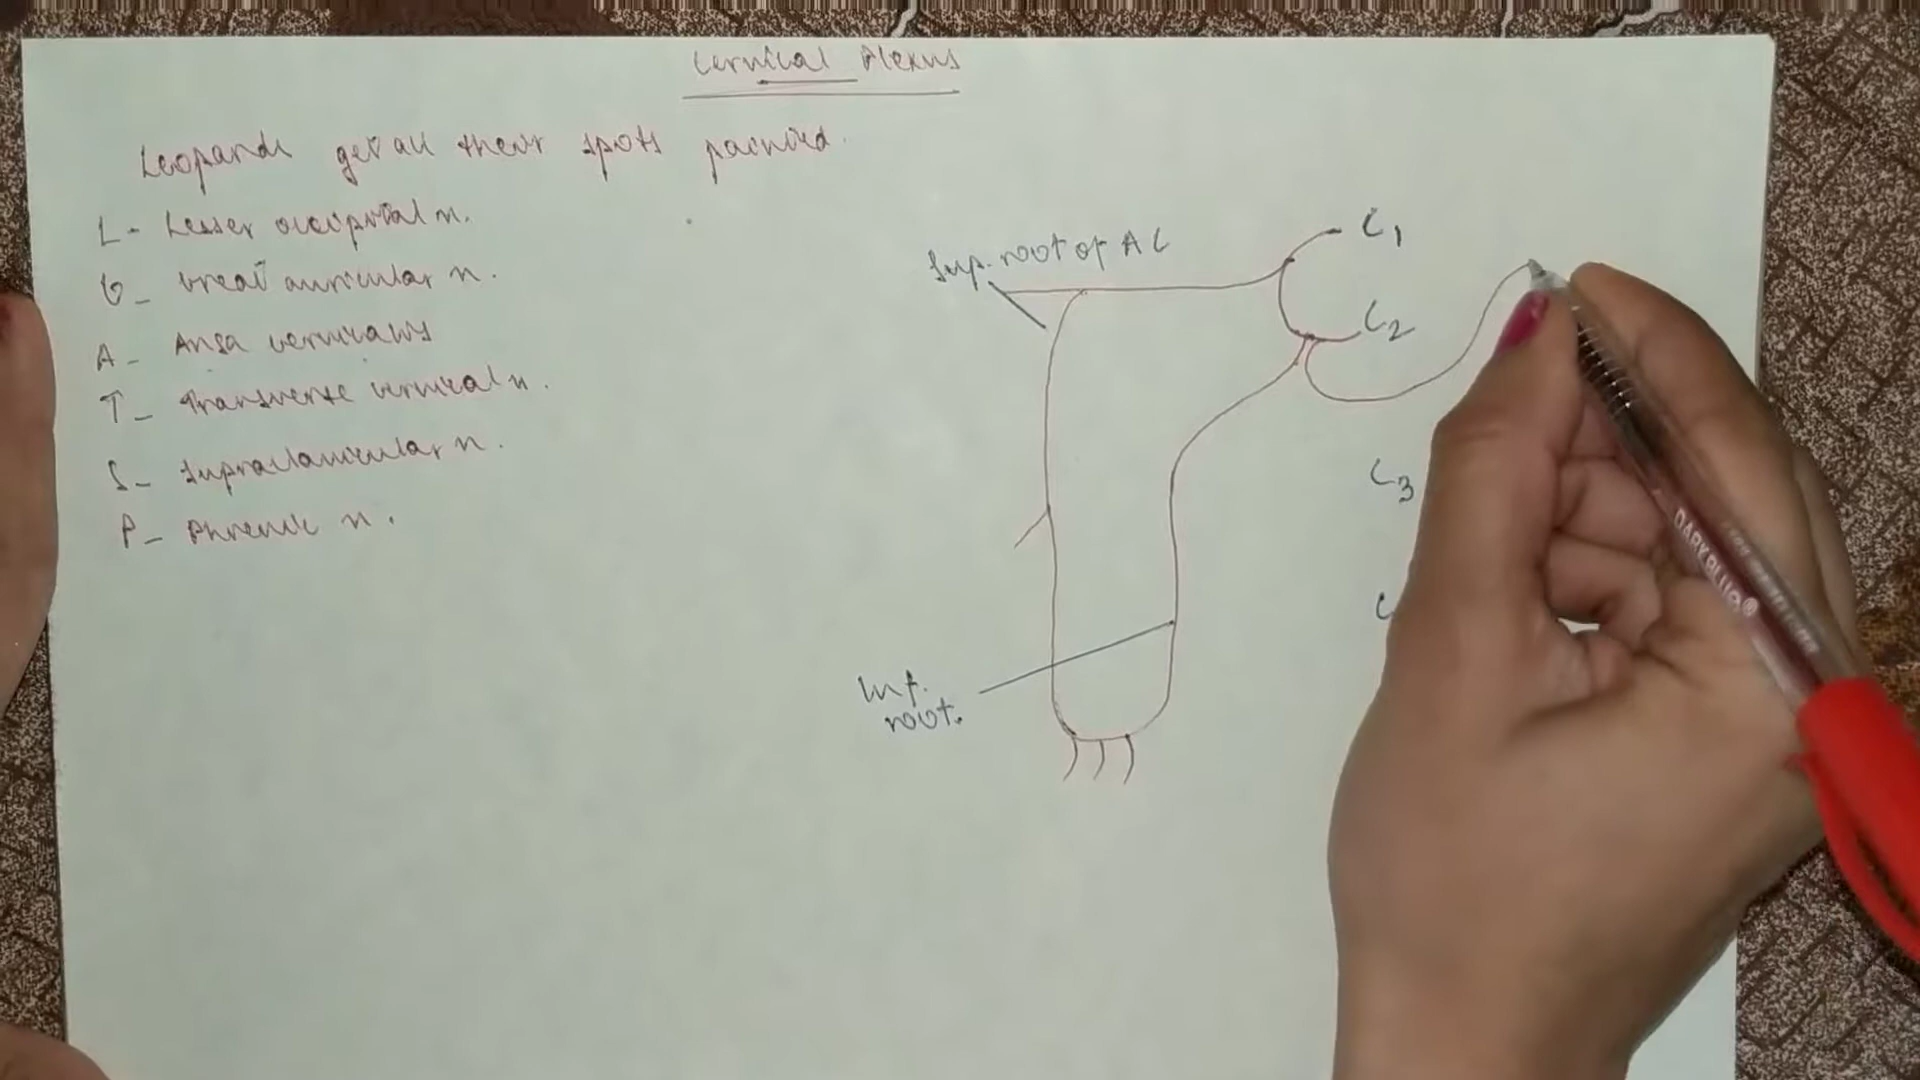 Cervical Plexus
Leopards get all their spots painted.
L - Lesser occipital n.
G - Great auricular n.
A - Ansa cervicalis
T - Transverse cervical n.
S - Supraclavicular n.
P - Phrenic n.
Sup. root of AC
C1
C2
C3
Inf.
root.